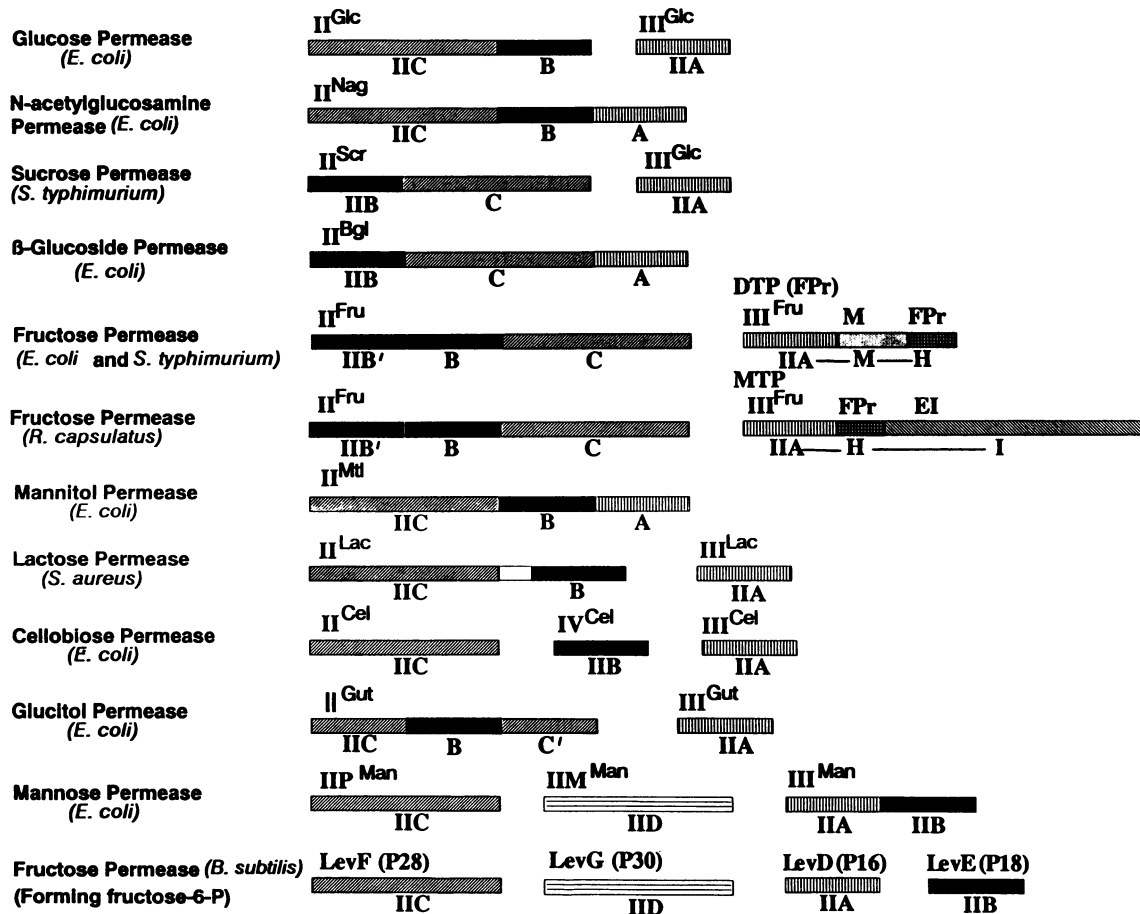 II^Glc III^Glc
Glucose Permease
(E. coli)
IIC B IIA
II^Nag
N-acetylglucosamine
Permease (E. coli)
IIC B A
II^Scr III^Glc
Sucrose Permease
(S. typhimurium)
IIB C IIA
II^Bgl
ß-Glucoside Permease
(E. coli)
IIB C A
DTP (FPr)
II^Fru III^Fru M FPr
Fructose Permease
(E. coli and S. typhimurium)
IIB′ B C IIA — M — H
MTP
II^Fru III^Fru FPr EI
Fructose Permease
(R. capsulatus)
IIB′ B C IIA — H — I
II^Mtl
Mannitol Permease
(E. coli)
IIC B A
II^Lac III^Lac
Lactose Permease
(S. aureus)
IIC B IIA
II^Cel IV^Cel III^Cel
Cellobiose Permease
(E. coli)
IIC IIB IIA
II^Gut III^Gut
Glucitol Permease
(E. coli)
IIC B C′ IIA
IIP^Man IIM^Man III^Man
Mannose Permease
(E. coli)
IIC IID IIA IIB
Fructose Permease (B. subtilis)
(Forming fructose-6-P)
LevF (P28) LevG (P30) LevD (P16) LevE (P18)
IIC IID IIA IIB